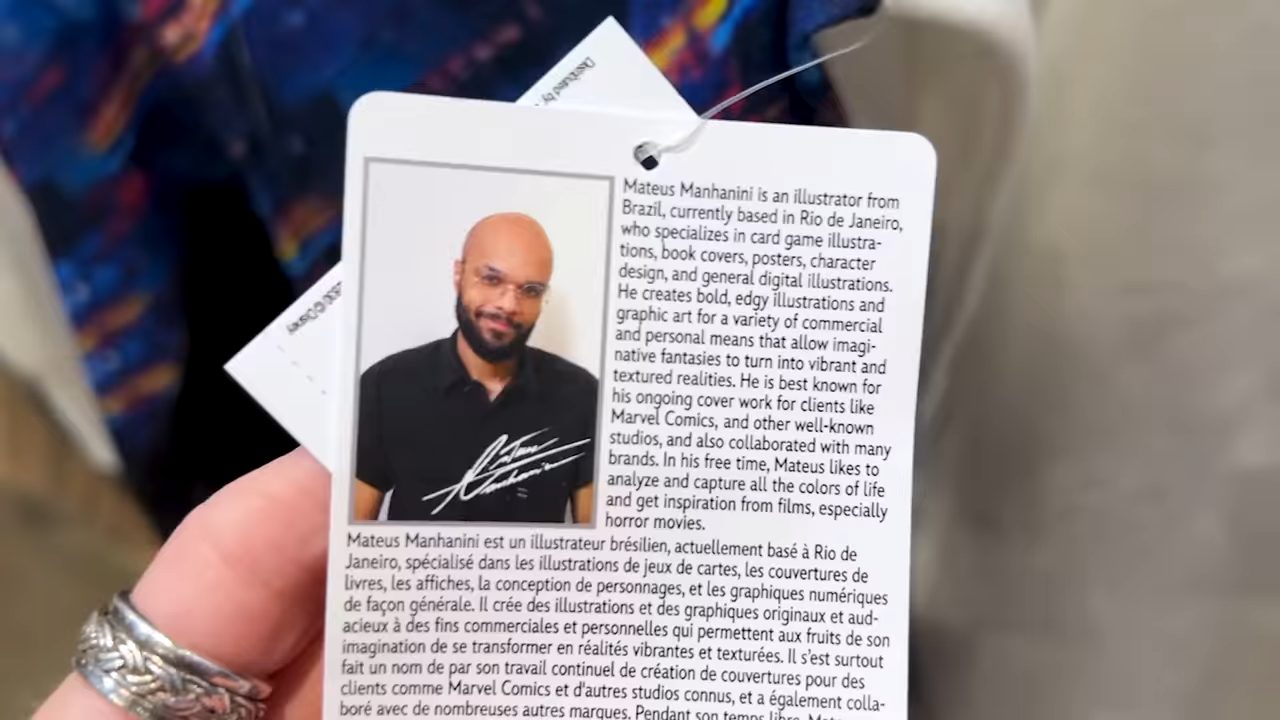 Distributed by
© Disney
Mateus Manhanini is an illustrator from
Brazil, currently based in Rio de Janeiro,
who specializes in card game illustra-
tions, book covers, posters, character
design, and general digital illustrations.
He creates bold, edgy illustrations and
graphic art for a variety of commercial
and personal means that allow imagi-
native fantasies to turn into vibrant and
textured realities. He is best known for
his ongoing cover work for clients like
Marvel Comics, and other well-known
studios, and also collaborated with many
brands. In his free time, Mateus likes to
analyze and capture all the colors of life
and get inspiration from films, especially
horror movies.
Mateus Manhanini est un illustrateur brésilien, actuellement basé à Rio de
Janeiro, spécialisé dans les illustrations de jeux de cartes, les couvertures de
livres, les affiches, la conception de personnages, et les graphiques numériques
de façon générale. Il crée des illustrations et des graphiques originaux et aud-
acieux à des fins commerciales et personnelles qui permettent aux fruits de son
imagination de se transformer en réalités vibrantes et texturées. Il s'est surtout
fait un nom de par son travail continuel de création de couvertures pour des
clients comme Marvel Comics et d'autres studios connus, et a également colla-
boré avec de nombreuses autres marques. Pendant son temps libre,